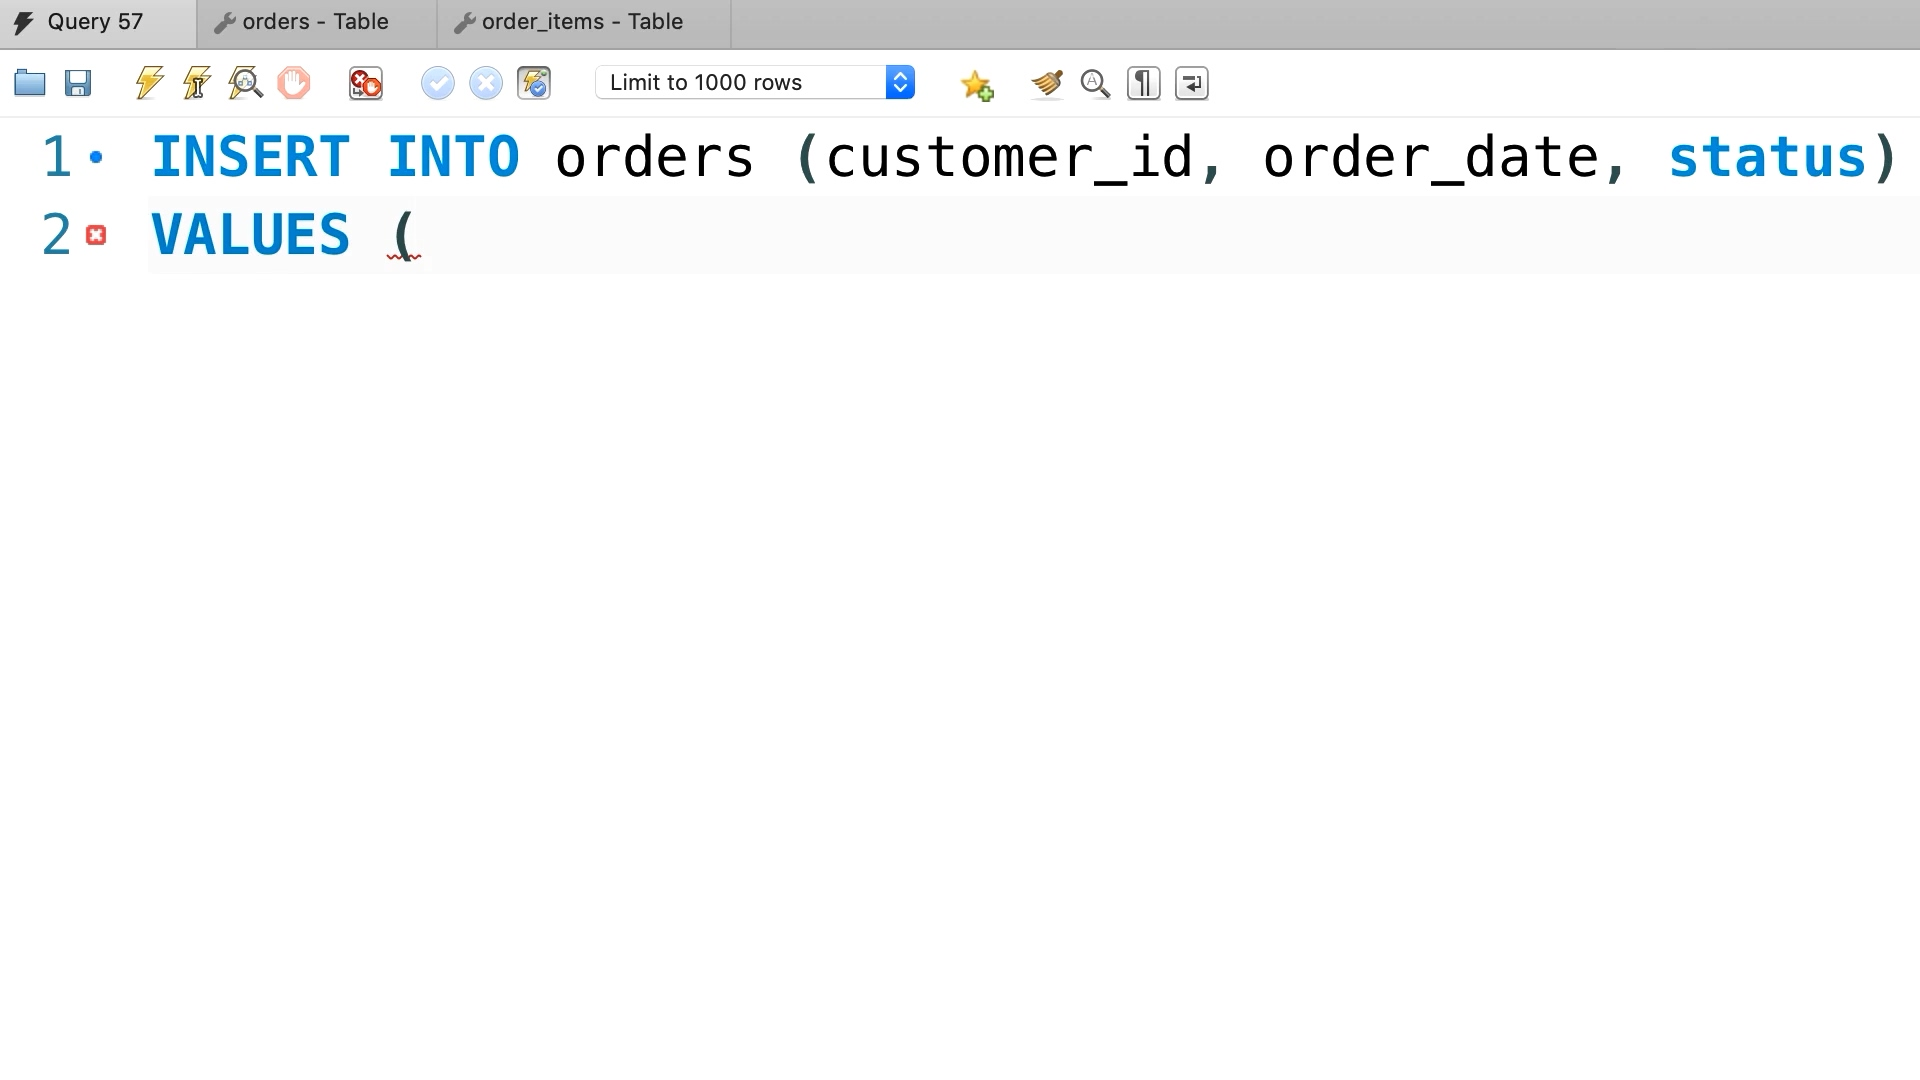 Query 57 orders - Table order_items - Table
Limit to 1000 rows
1 INSERT INTO orders (customer_id, order_date, status)
2 VALUES (